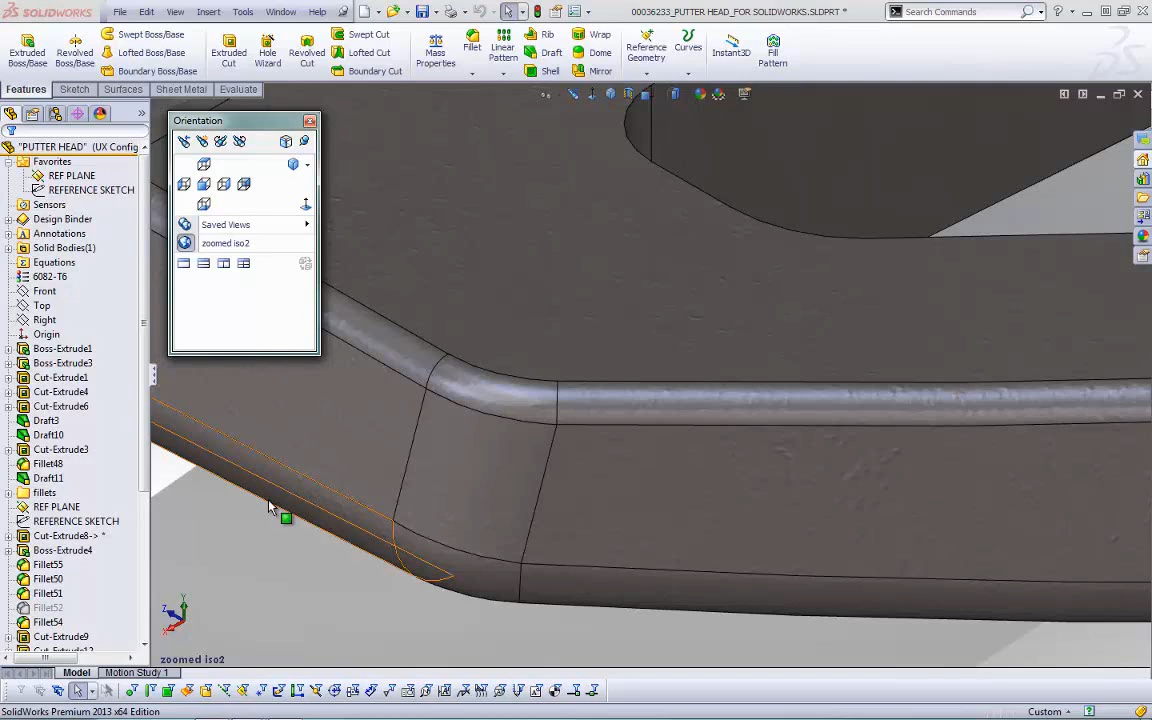 SOLIDWORKS File Edit View Insert Tools Window Help 00036233_PUTTER HEAD_FOR SOLIDWORKS.SLDPRT * Search Commands
Extruded Boss/Base
Revolved Boss/Base
Swept Boss/Base
Lofted Boss/Base
Boundary Boss/Base
Extruded Cut
Hole Wizard
Revolved Cut
Swept Cut
Lofted Cut
Boundary Cut
Mass Properties
Fillet
Linear Pattern
Rib
Draft
Shell
Wrap
Dome
Mirror
Reference Geometry
Curves
Instant3D
Fill Pattern
Features Sketch Surfaces Sheet Metal Evaluate
"PUTTER HEAD" (UX Config
Favorites
REF PLANE
REFERENCE SKETCH
Sensors
Design Binder
Annotations
Solid Bodies(1)
Equations
6082-T6
Front
Top
Right
Origin
Boss-Extrude1
Boss-Extrude3
Cut-Extrude1
Cut-Extrude4
Cut-Extrude6
Draft3
Draft10
Cut-Extrude3
Fillet48
Draft11
fillets
REF PLANE
REFERENCE SKETCH
Cut-Extrude8-> *
Boss-Extrude4
Fillet55
Fillet50
Fillet51
Fillet52
Fillet54
Cut-Extrude9
Orientation
Saved Views
zoomed iso2
Y
Z
X
zoomed iso2
Model Motion Study 1
SolidWorks Premium 2013 x64 Edition Custom